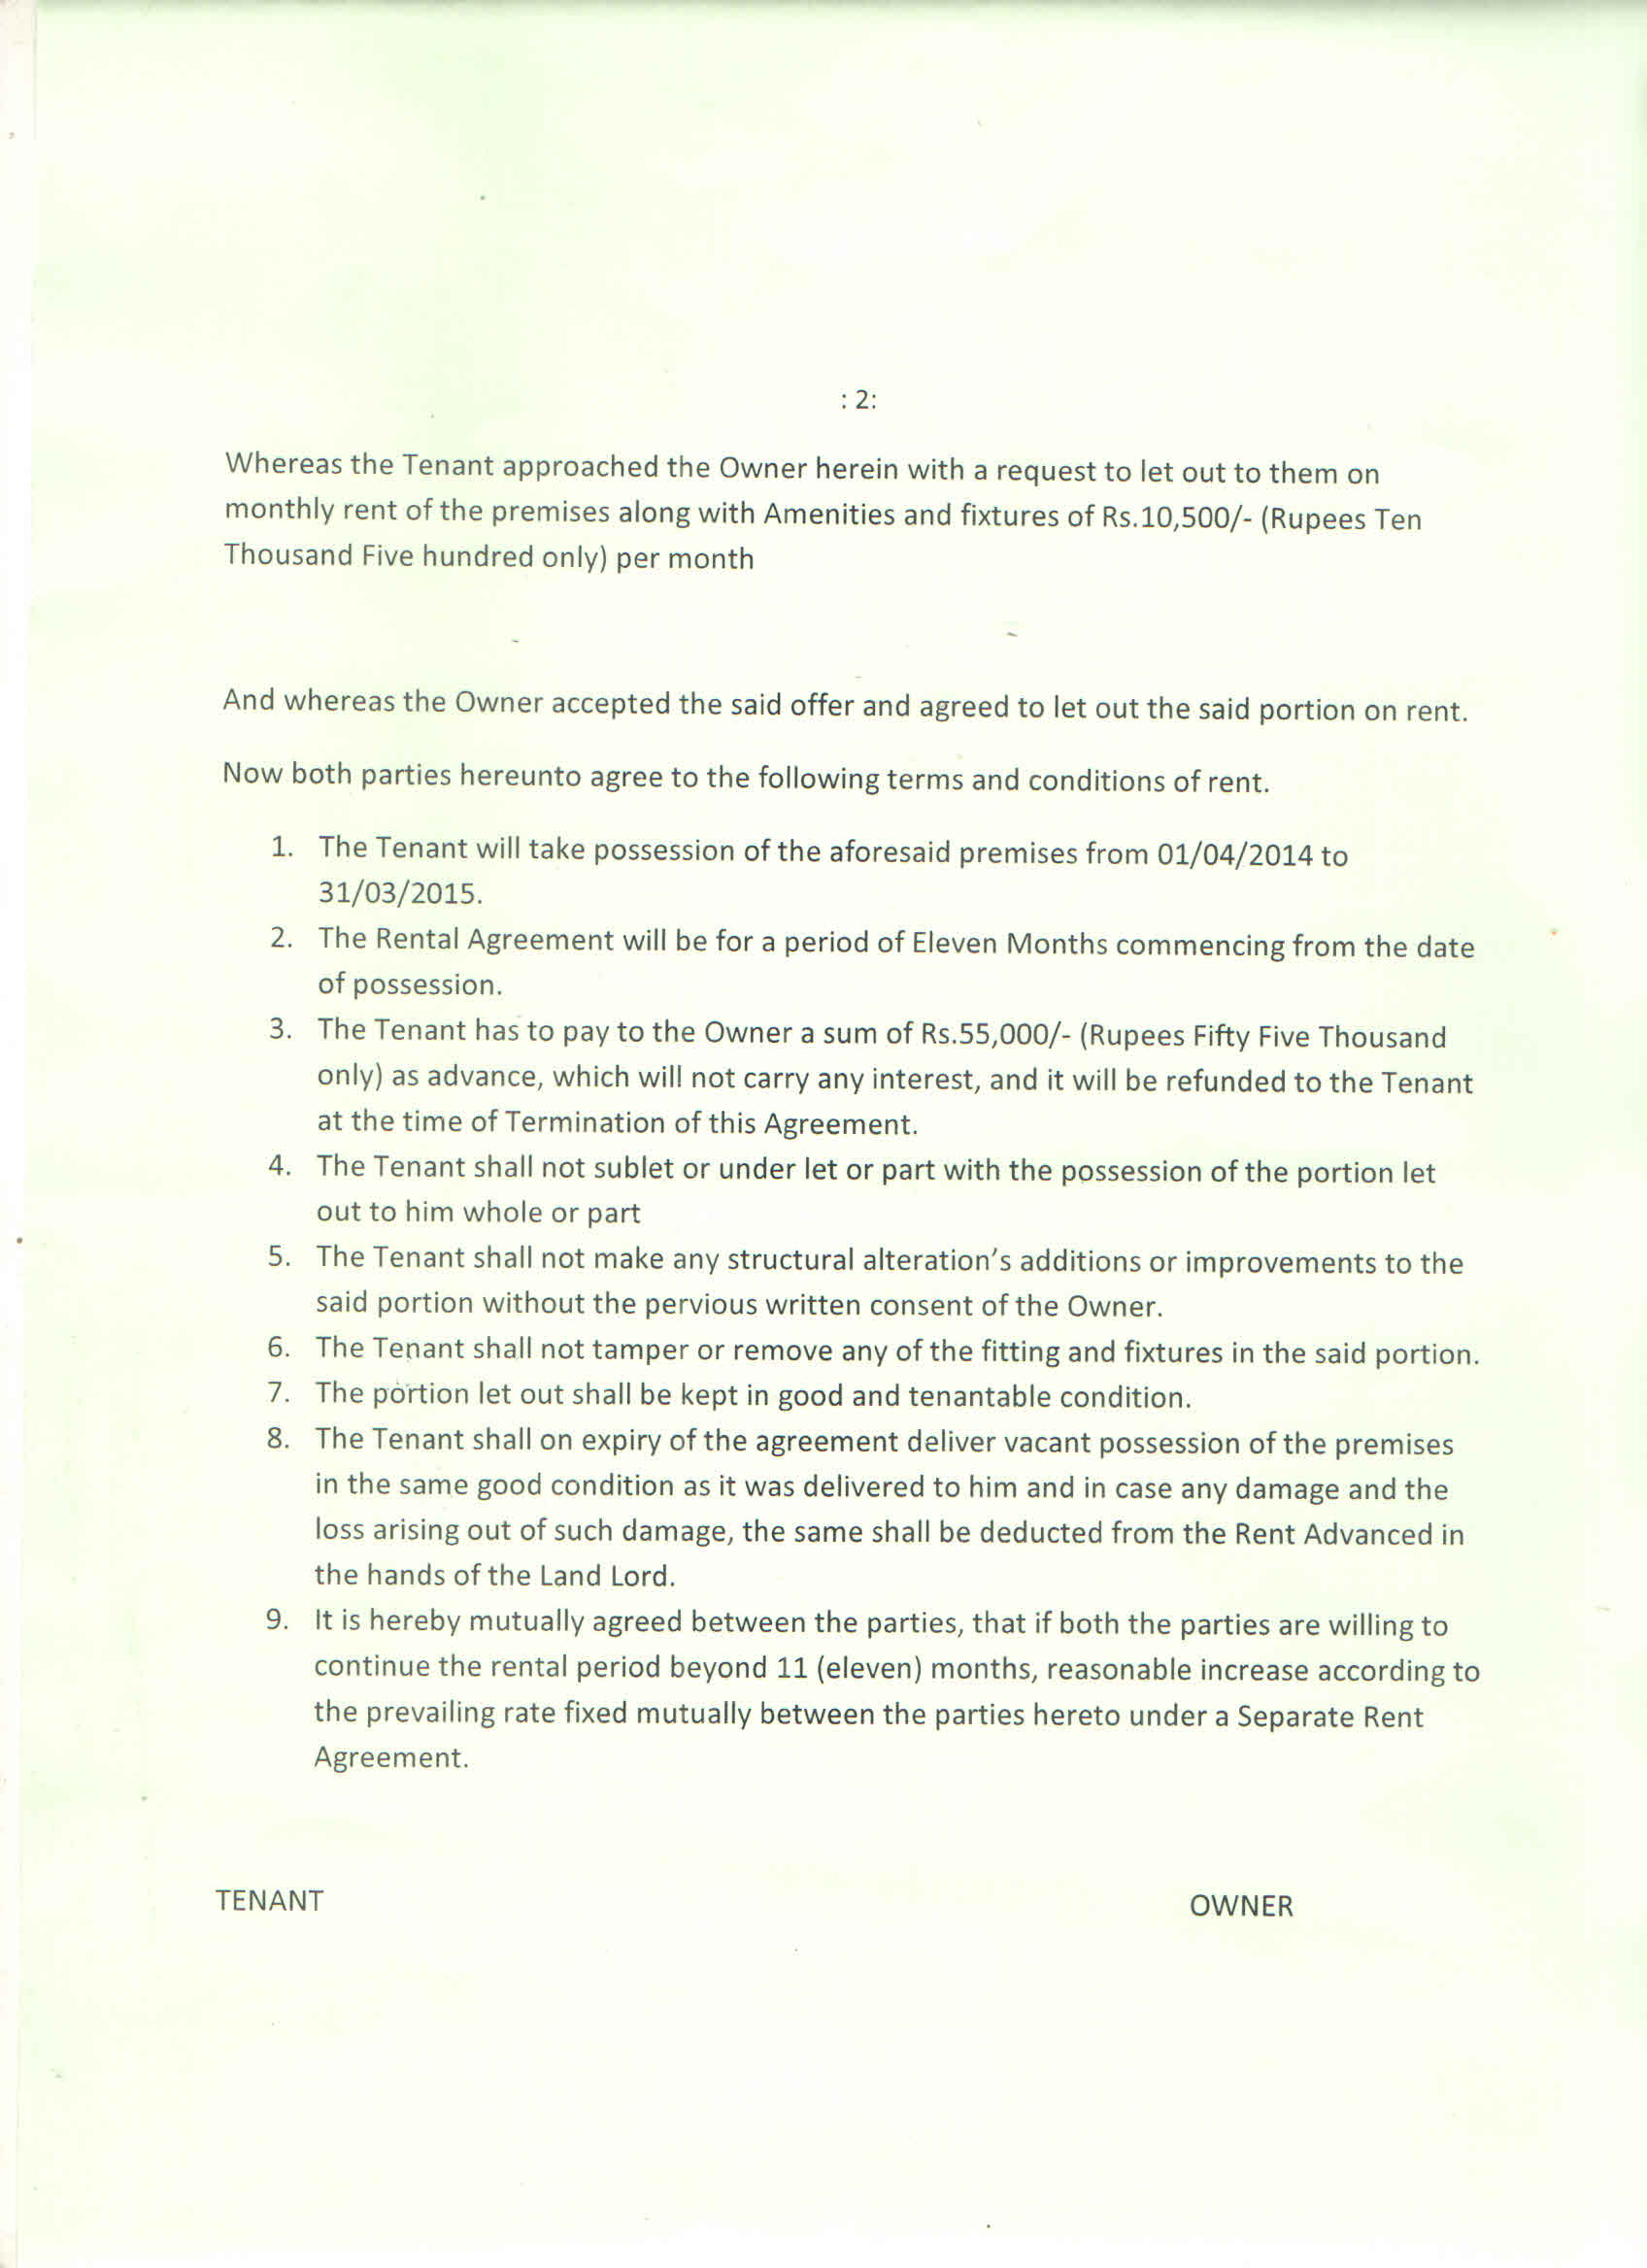 : 2:
Whereas the Tenant approached the Owner herein with a request to let out to them on
monthly rent of the premises along with Amenities and fixtures of Rs.10,500/- (Rupees Ten
Thousand Five hundred only) per month
And whereas the Owner accepted the said offer and agreed to let out the said portion on rent.
Now both parties hereunto agree to the following terms and conditions of rent.
1. The Tenant will take possession of the aforesaid premises from 01/04/2014 to
31/03/2015.
2. The Rental Agreement will be for a period of Eleven Months commencing from the date
of possession.
3. The Tenant has to pay to the Owner a sum of Rs.55,000/- (Rupees Fifty Five Thousand
only) as advance, which will not carry any interest, and it will be refunded to the Tenant
at the time of Termination of this Agreement.
4. The Tenant shall not sublet or under let or part with the possession of the portion let
out to him whole or part
5. The Tenant shall not make any structural alteration’s additions or improvements to the
said portion without the pervious written consent of the Owner.
6. The Tenant shall not tamper or remove any of the fitting and fixtures in the said portion.
7. The portion let out shall be kept in good and tenantable condition.
8. The Tenant shall on expiry of the agreement deliver vacant possession of the premises
in the same good condition as it was delivered to him and in case any damage and the
loss arising out of such damage, the same shall be deducted from the Rent Advanced in
the hands of the Land Lord.
9. It is hereby mutually agreed between the parties, that if both the parties are willing to
continue the rental period beyond 11 (eleven) months, reasonable increase according to
the prevailing rate fixed mutually between the parties hereto under a Separate Rent
Agreement.
TENANT OWNER